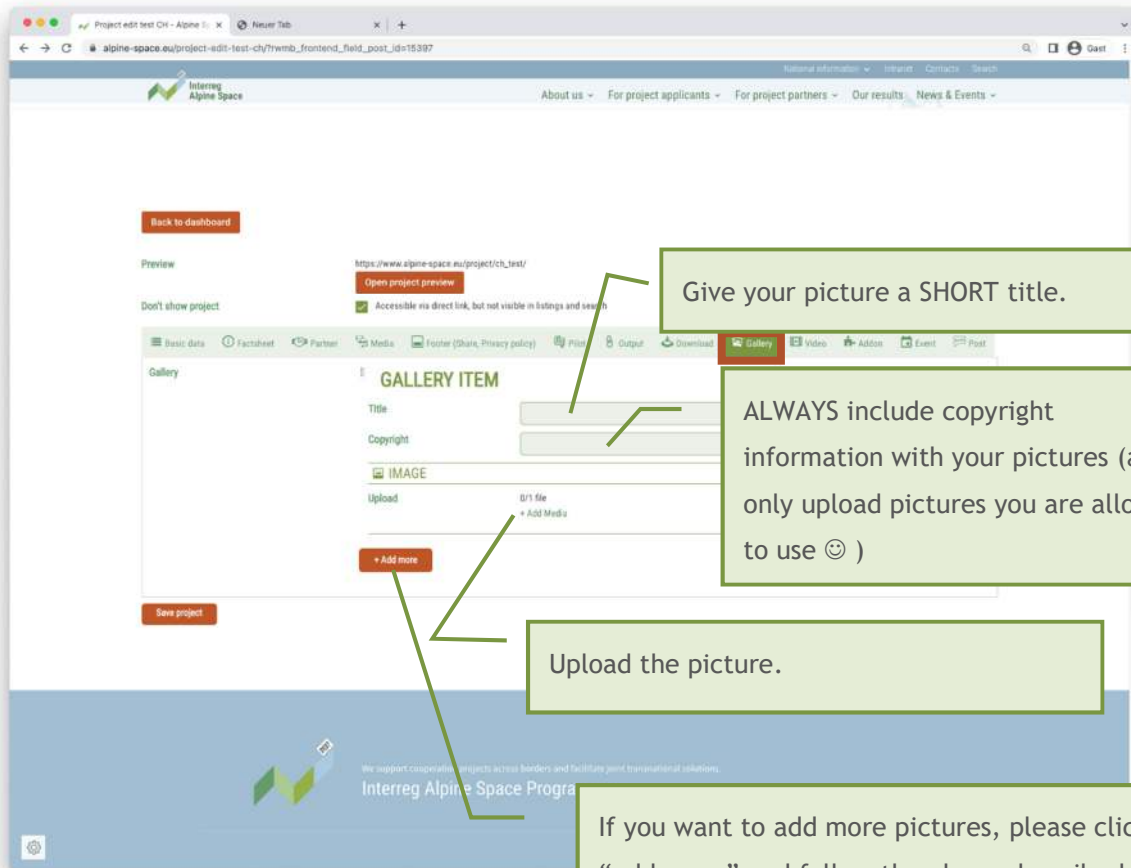 Project edit test CH - Alpine S
Neuer Tab
alpine-space.eu/project-edit-test-ch/?rwmb_frontend_field_post_id=15397
Gast
National information Intranet Contacts Search
Interreg
Alpine Space
About us For project applicants For project partners Our results News & Events
Back to dashboard
Preview
https://www.alpine-space.eu/project/ch_test/
Open project preview
Don't show project
Accessible via direct link, but not visible in listings and search
Give your picture a SHORT title.
Basic data Factsheet Partner Media Footer (Share, Privacy policy) Pilot Output Download Gallery Video Addon Event Post
Gallery
GALLERY ITEM
Title
Copyright
IMAGE
Upload
0/1 file
+ Add Media
+ Add more
ALWAYS include copyright
information with your pictures (a
only upload pictures you are allo
to use ☺ )
Save project
Upload the picture.
We support cooperation projects across borders and facilitate joint transnational solutions.
Interreg Alpine Space Progra
If you want to add more pictures, please clic